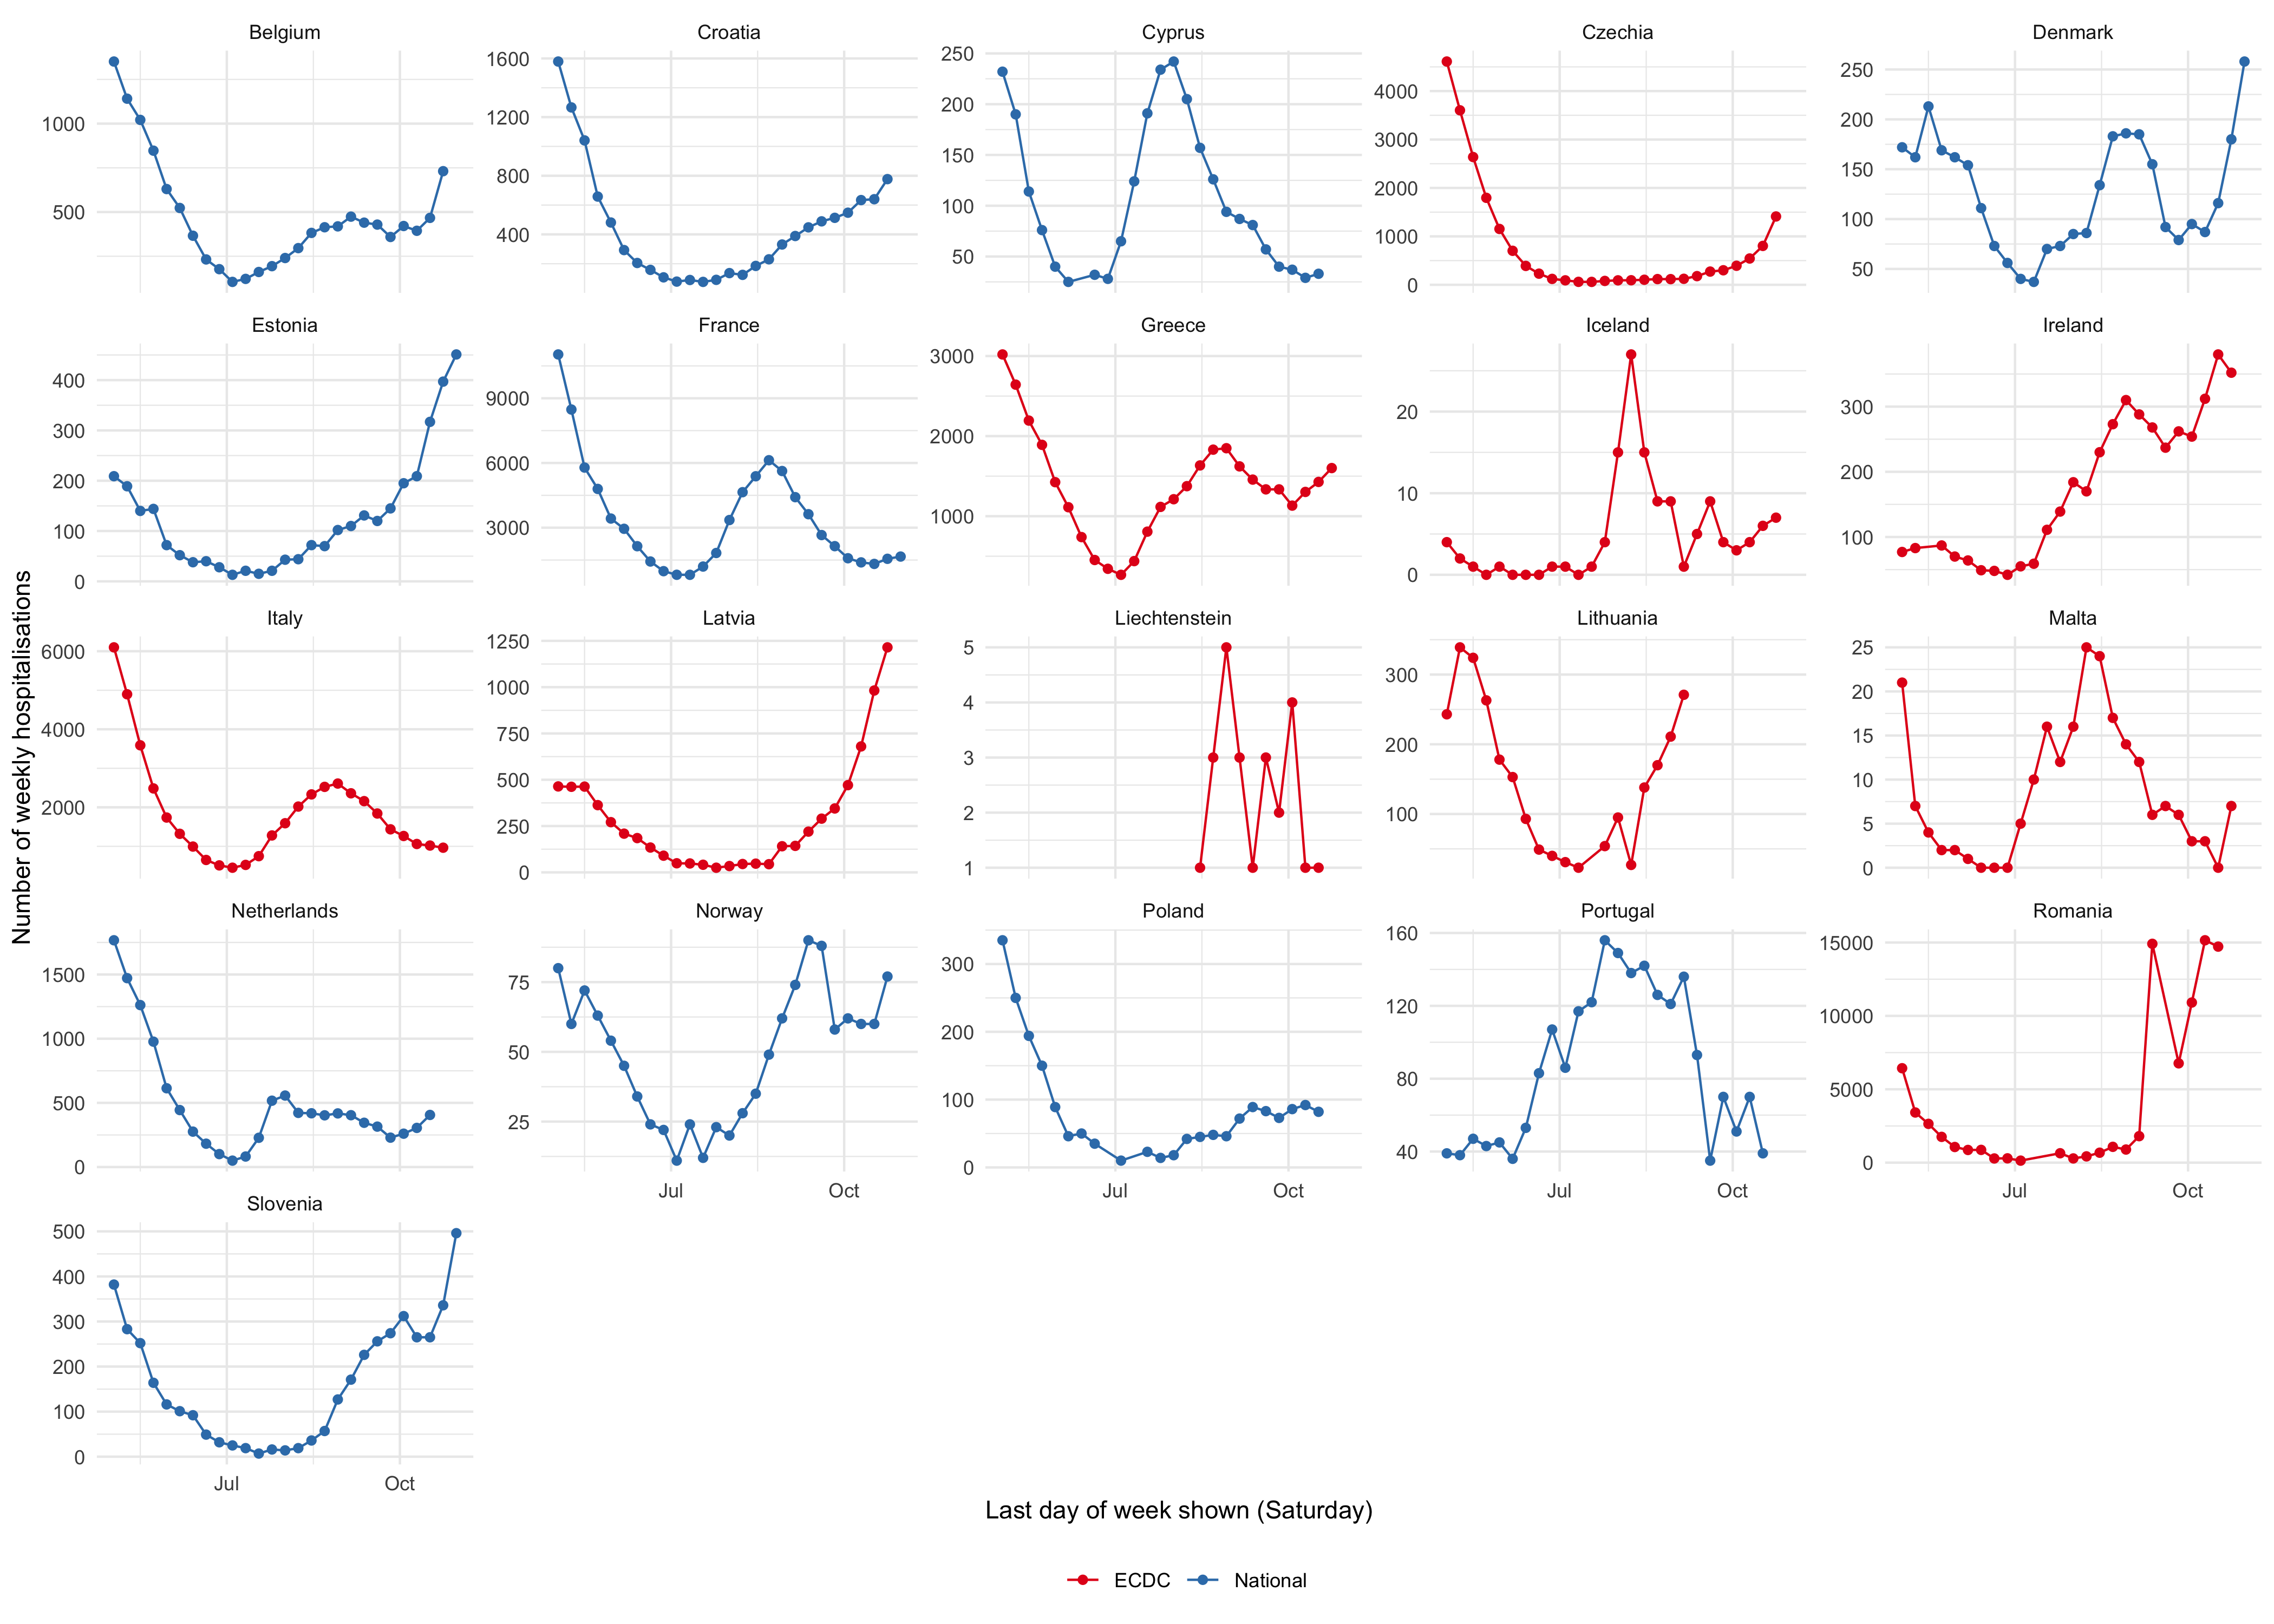 Belgium
Croatia
Cyprus
Czechia
Denmark
1000
500
1600
1200
800
400
250
200
150
100
50
4000
3000
2000
1000
0
250
200
150
100
50
Estonia
France
Greece
Iceland
Ireland
400
300
200
100
0
9000
6000
3000
3000
2000
1000
20
10
0
300
200
100
Italy
Latvia
Liechtenstein
Lithuania
Malta
6000
4000
2000
1250
1000
750
500
250
0
5
4
3
2
1
300
200
100
25
20
15
10
5
0
Netherlands
Norway
Poland
Portugal
Romania
1500
1000
500
0
75
50
25
300
200
100
0
160
120
80
40
15000
10000
5000
0
Jul Oct
Jul Oct
Jul Oct
Jul Oct
Slovenia
500
400
300
200
100
0
Jul Oct
Number of weekly hospitalisations
Last day of week shown (Saturday)
ECDC National